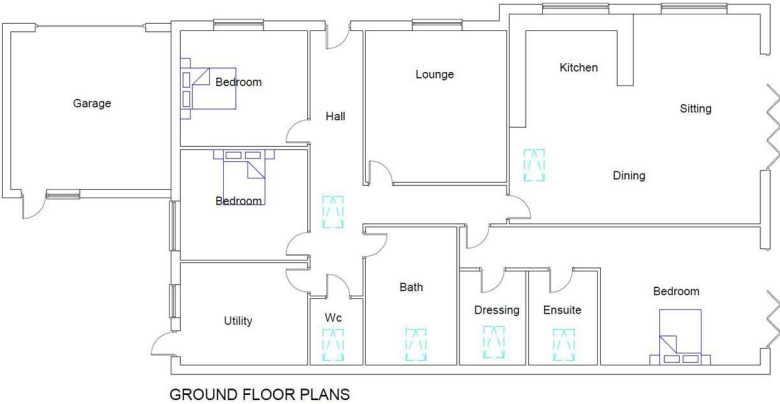 Kitchen
Lounge
Bedroom
Garage
Sitting
Hall
Dining
Bedroom
Bath
Bedroom
Dressing
Ensuite
Wc
Utility
GROUND FLOOR PLANS